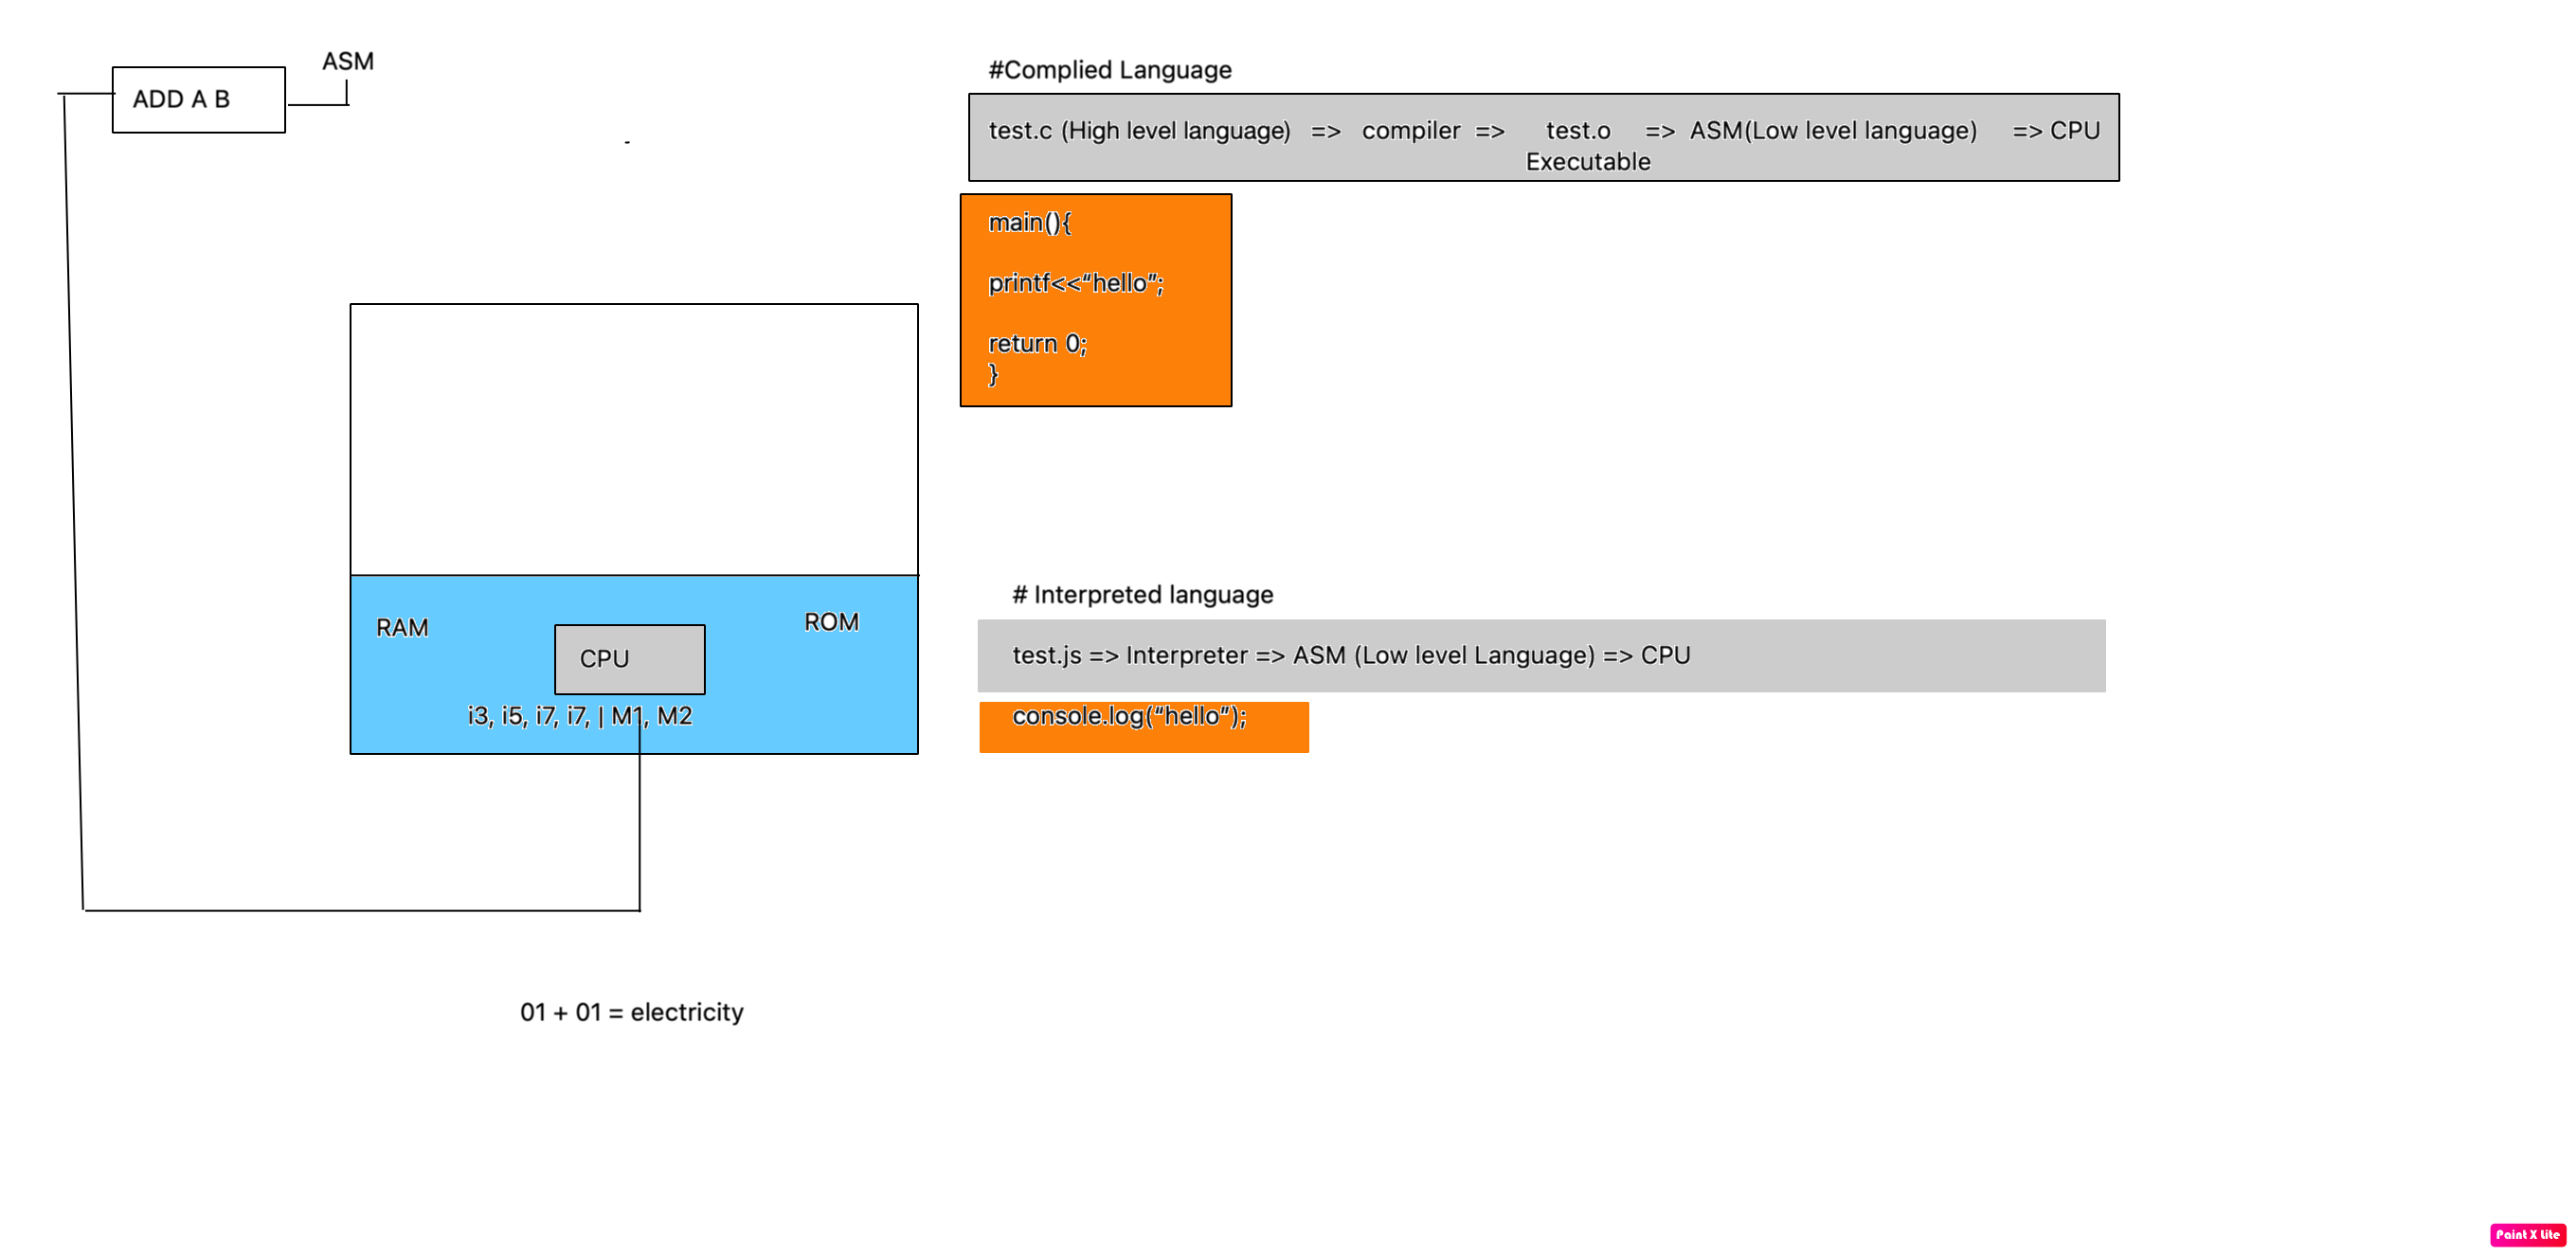 ASM
ADD A B
#Complied Language
test.c (High level language) => compiler => test.o => ASM(Low level language) => CPU
Executable
main(){
printf<<“hello”;
return 0;
}
RAM
ROM
CPU
i3, i5, i7, i7, | M1, M2
# Interpreted language
test.js => Interpreter => ASM (Low level Language) => CPU
console.log(“hello”);
01 + 01 = electricity
Paint X Lite